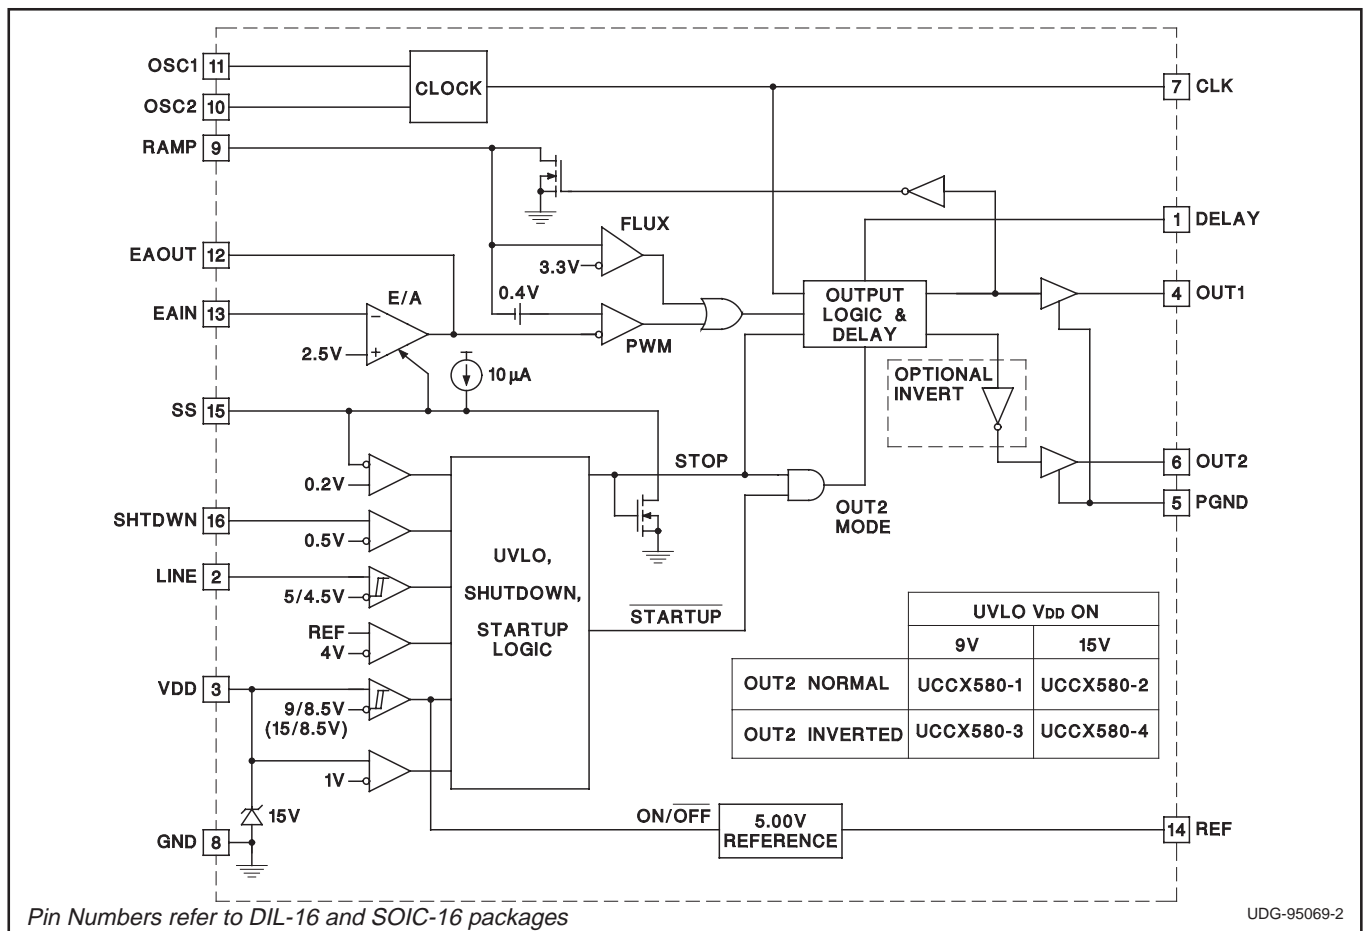 OSC1 11
CLOCK
7 CLK
OSC2 10
RAMP 9
FLUX
1 DELAY
EAOUT 12
3.3V
0.4V
E/A
OUTPUT
LOGIC &
DELAY
4 OUT1
EAIN 13
−
PWM
2.5V
+
10 µA
OPTIONAL
INVERT
SS 15
STOP
6 OUT2
0.2V
5 PGND
OUT2
MODE
SHTDWN 16
0.5V
UVLO,
SHUTDOWN,
STARTUP
LOGIC
LINE 2
5/4.5V
STARTUP
REF
4V
UVLO VDD ON
9V 15V
OUT2 NORMAL UCCX580-1 UCCX580-2
OUT2 INVERTED UCCX580-3 UCCX580-4
VDD 3
9/8.5V
(15/8.5V)
1V
15V
ON/OFF
5.00V
REFERENCE
14 REF
GND 8
Pin Numbers refer to DIL-16 and SOIC-16 packages
UDG-95069-2